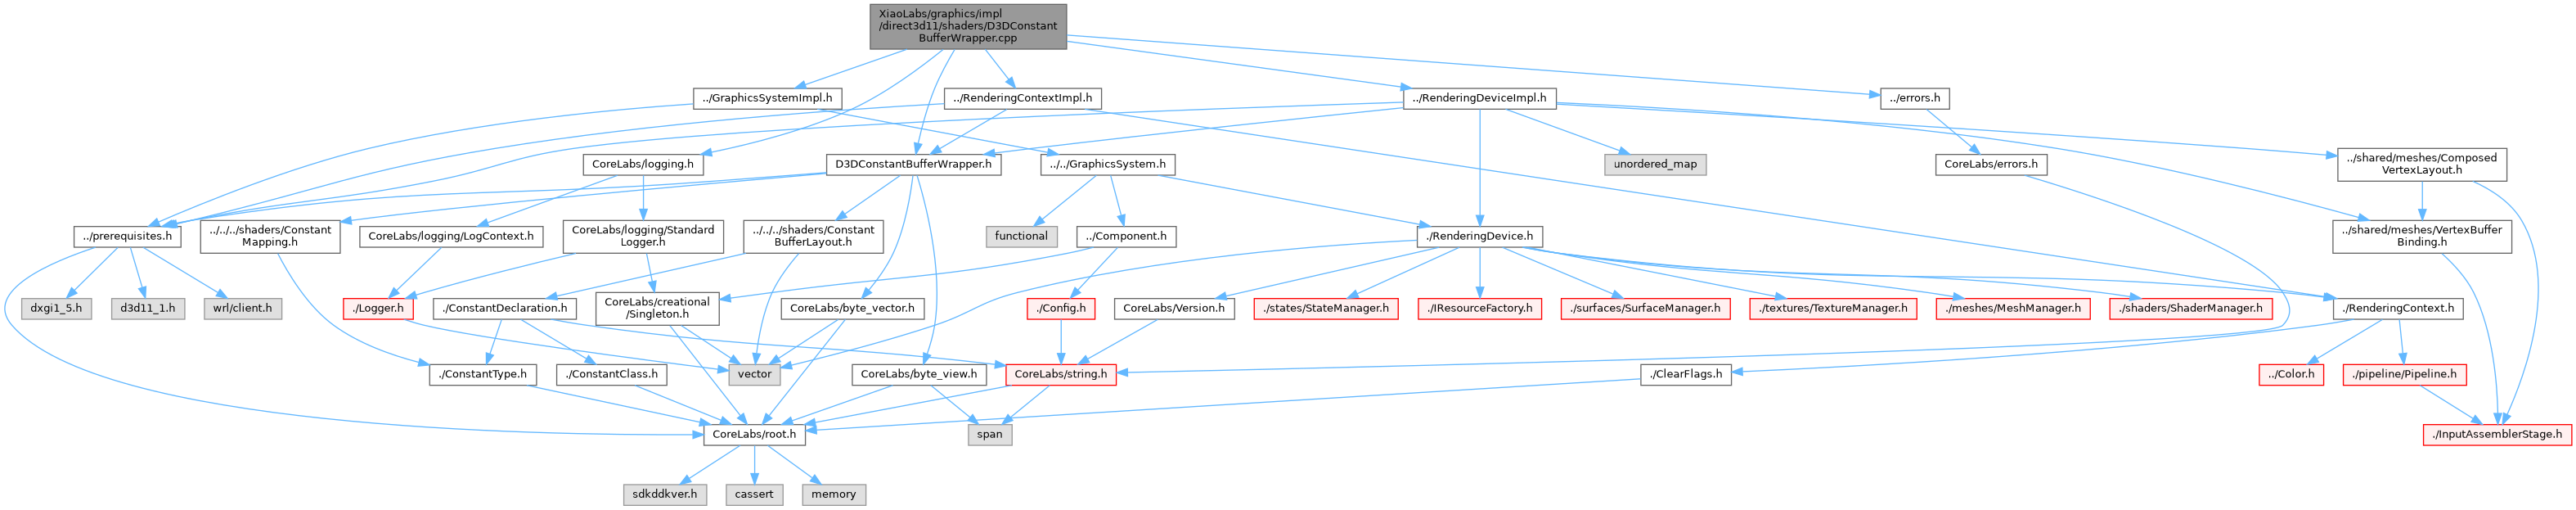 XiaoLabs/graphics/impl
/direct3d11/shaders/D3DConstant
BufferWrapper.cpp
../GraphicsSystemImpl.h
../RenderingContextImpl.h
../RenderingDeviceImpl.h
../errors.h
CoreLabs/logging.h
D3DConstantBufferWrapper.h
../../GraphicsSystem.h
unordered_map
CoreLabs/errors.h
../shared/meshes/Composed
VertexLayout.h
../prerequisites.h
../../../shaders/Constant
Mapping.h
CoreLabs/logging/LogContext.h
CoreLabs/logging/Standard
Logger.h
../../../shaders/Constant
BufferLayout.h
functional
../Component.h
./RenderingDevice.h
../shared/meshes/VertexBuffer
Binding.h
dxgi1_5.h
d3d11_1.h
wrl/client.h
./Logger.h
./ConstantDeclaration.h
CoreLabs/creational
/Singleton.h
CoreLabs/byte_vector.h
./Config.h
CoreLabs/Version.h
./states/StateManager.h
./IResourceFactory.h
./surfaces/SurfaceManager.h
./textures/TextureManager.h
./meshes/MeshManager.h
./shaders/ShaderManager.h
./RenderingContext.h
./ConstantType.h
./ConstantClass.h
vector
CoreLabs/byte_view.h
CoreLabs/string.h
./ClearFlags.h
../Color.h
./pipeline/Pipeline.h
CoreLabs/root.h
span
./InputAssemblerStage.h
sdkddkver.h
cassert
memory